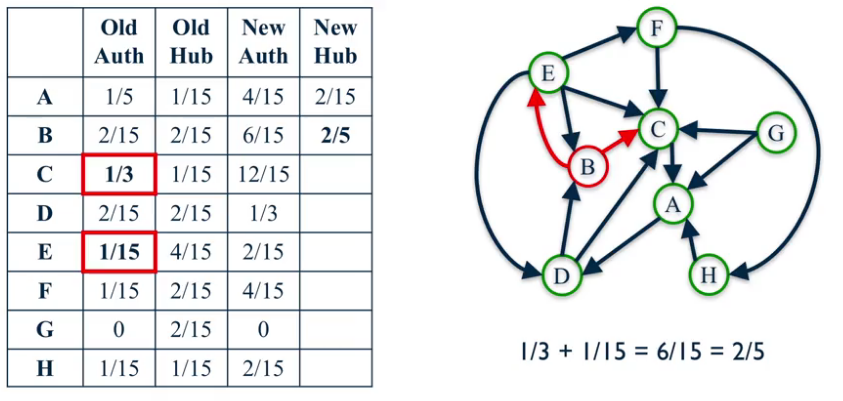 Old Auth Old Hub New Auth New Hub
A 1/5 1/15 4/15 2/15
B 2/15 2/15 6/15 2/5
C 1/3 1/15 12/15
D 2/15 2/15 1/3
E 1/15 4/15 2/15
F 1/15 2/15 4/15
G 0 2/15 0
H 1/15 1/15 2/15
F
E
C
G
B
A
D
H
1/3 + 1/15 = 6/15 = 2/5